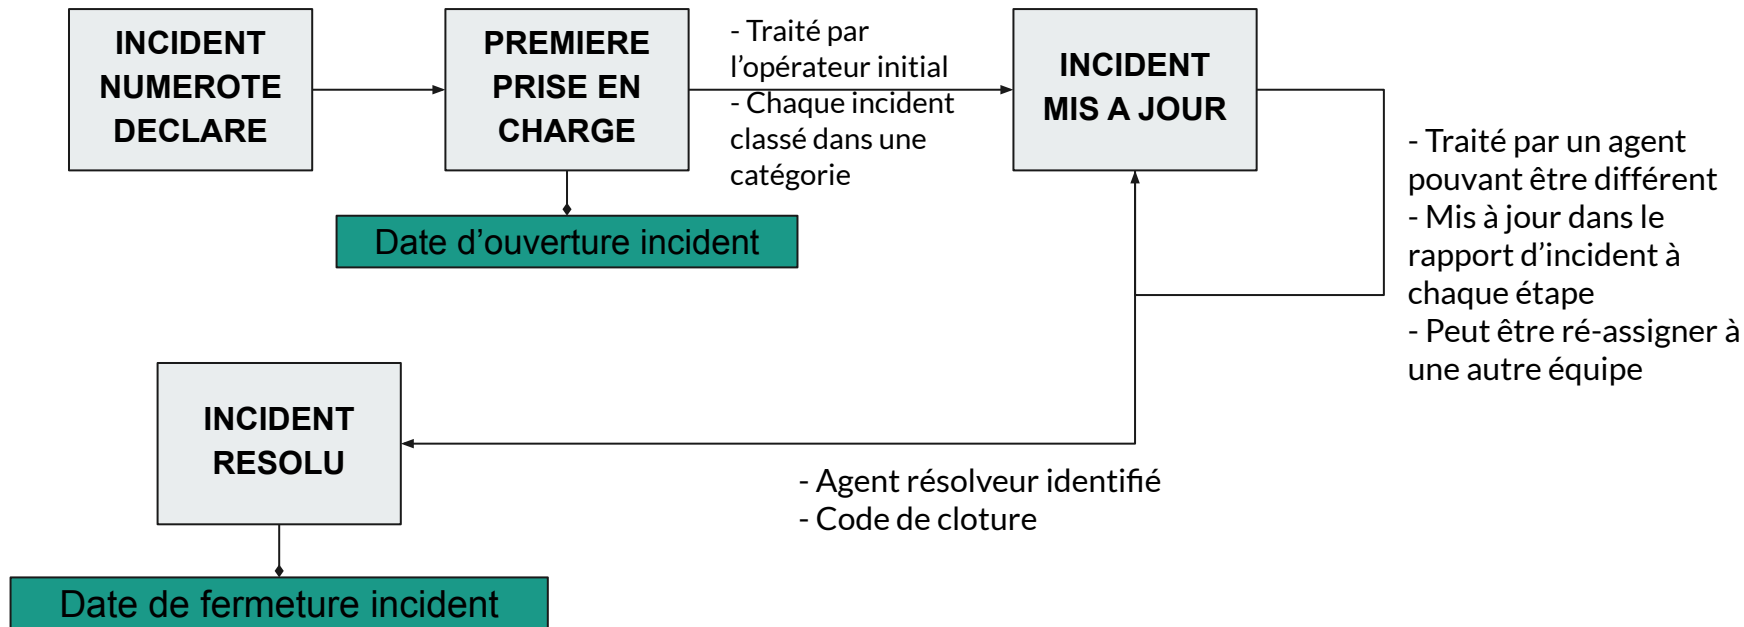 INCIDENT
NUMEROTE
DECLARE
PREMIERE
PRISE EN
CHARGE
- Traité par
l’opérateur initial
- Chaque incident
classé dans une
catégorie
INCIDENT
MIS A JOUR
- Traité par un agent
pouvant être différent
- Mis à jour dans le
rapport d’incident à
chaque étape
- Peut être ré-assigner à
une autre équipe
Date d’ouverture incident
INCIDENT
RESOLU
- Agent résolveur identifié
- Code de cloture
Date de fermeture incident